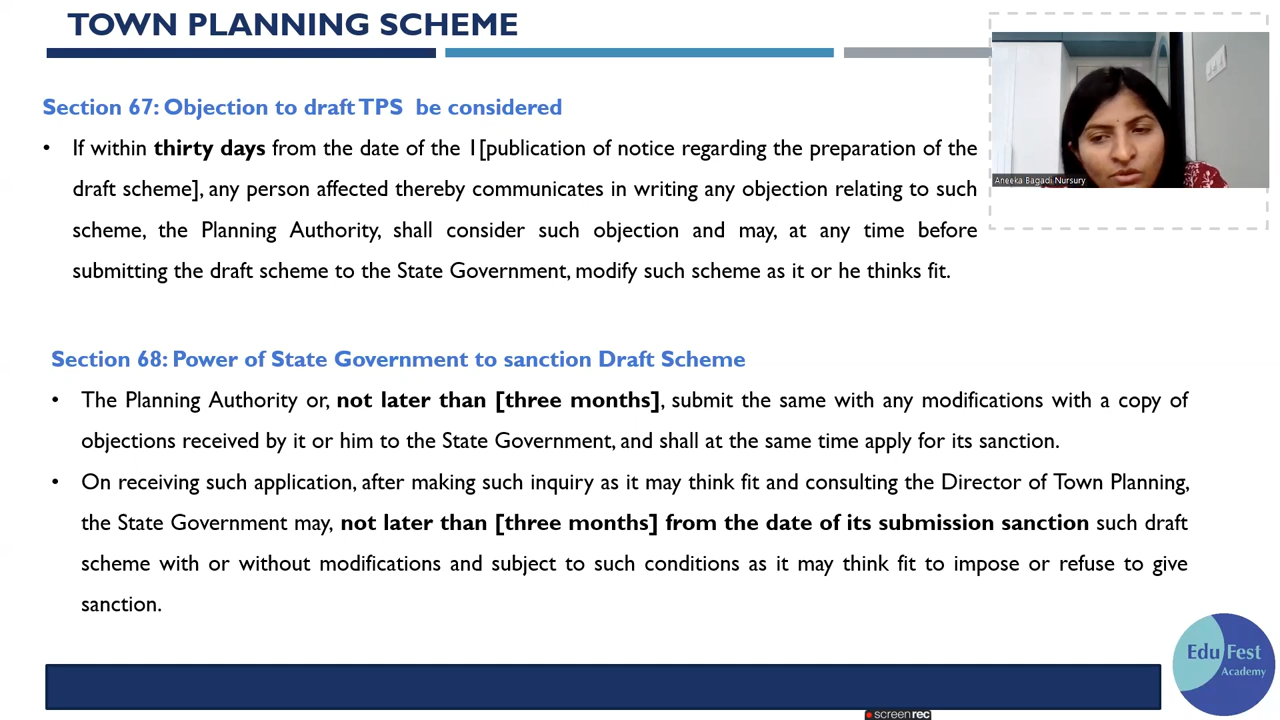 TOWN PLANNING SCHEME
Aneeka Bagadi Nursury
Section 67: Objection to draft TPS be considered
• If within thirty days from the date of the 1[publication of notice regarding the preparation of the
draft scheme], any person affected thereby communicates in writing any objection relating to such
scheme, the Planning Authority, shall consider such objection and may, at any time before
submitting the draft scheme to the State Government, modify such scheme as it or he thinks fit.
Section 68: Power of State Government to sanction Draft Scheme
• The Planning Authority or, not later than [three months], submit the same with any modifications with a copy of
objections received by it or him to the State Government, and shall at the same time apply for its sanction.
• On receiving such application, after making such inquiry as it may think fit and consulting the Director of Town Planning,
the State Government may, not later than [three months] from the date of its submission sanction such draft
scheme with or without modifications and subject to such conditions as it may think fit to impose or refuse to give
sanction.
Edu Fest
Academy
screenrec